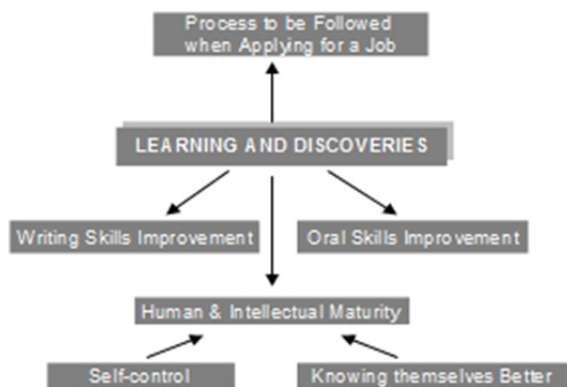 Process to be Followed
when Applying for a Job
LEARNING AND DISCOVERIES
Writing Skills Improvement
Oral Skills Improvement
Human & Intellectual Maturity
Self-control
Knowing themselves Better